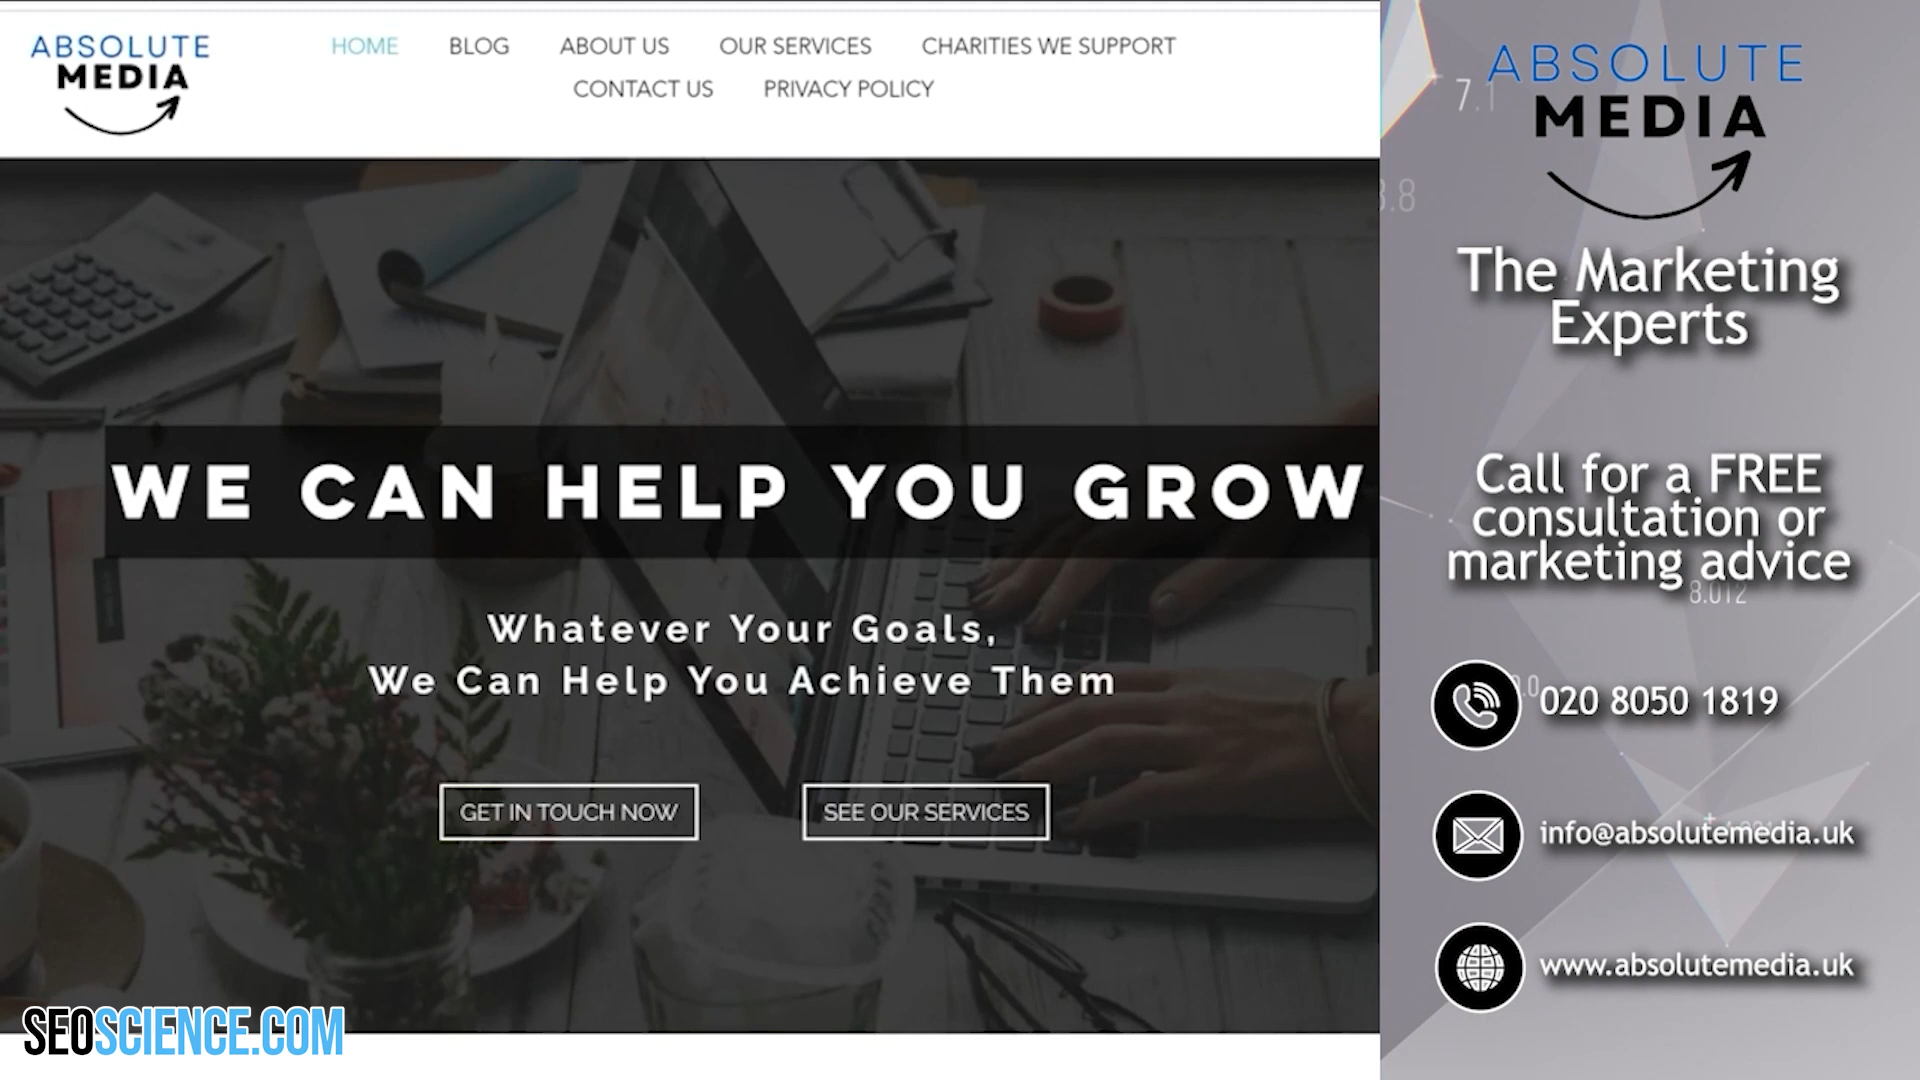 ABSOLUTE
MEDIA
HOME BLOG ABOUT US OUR SERVICES CHARITIES WE SUPPORT
CONTACT US PRIVACY POLICY
WE CAN HELP YOU GROW
Whatever Your Goals,
We Can Help You Achieve Them
GET IN TOUCH NOW SEE OUR SERVICES
SEOSCIENCE.COM
ABSOLUTE
MEDIA
The Marketing
Experts
Call for a FREE
consultation or
marketing advice
8.012
020 8050 1819
info@absolutemedia.uk
www.absolutemedia.uk